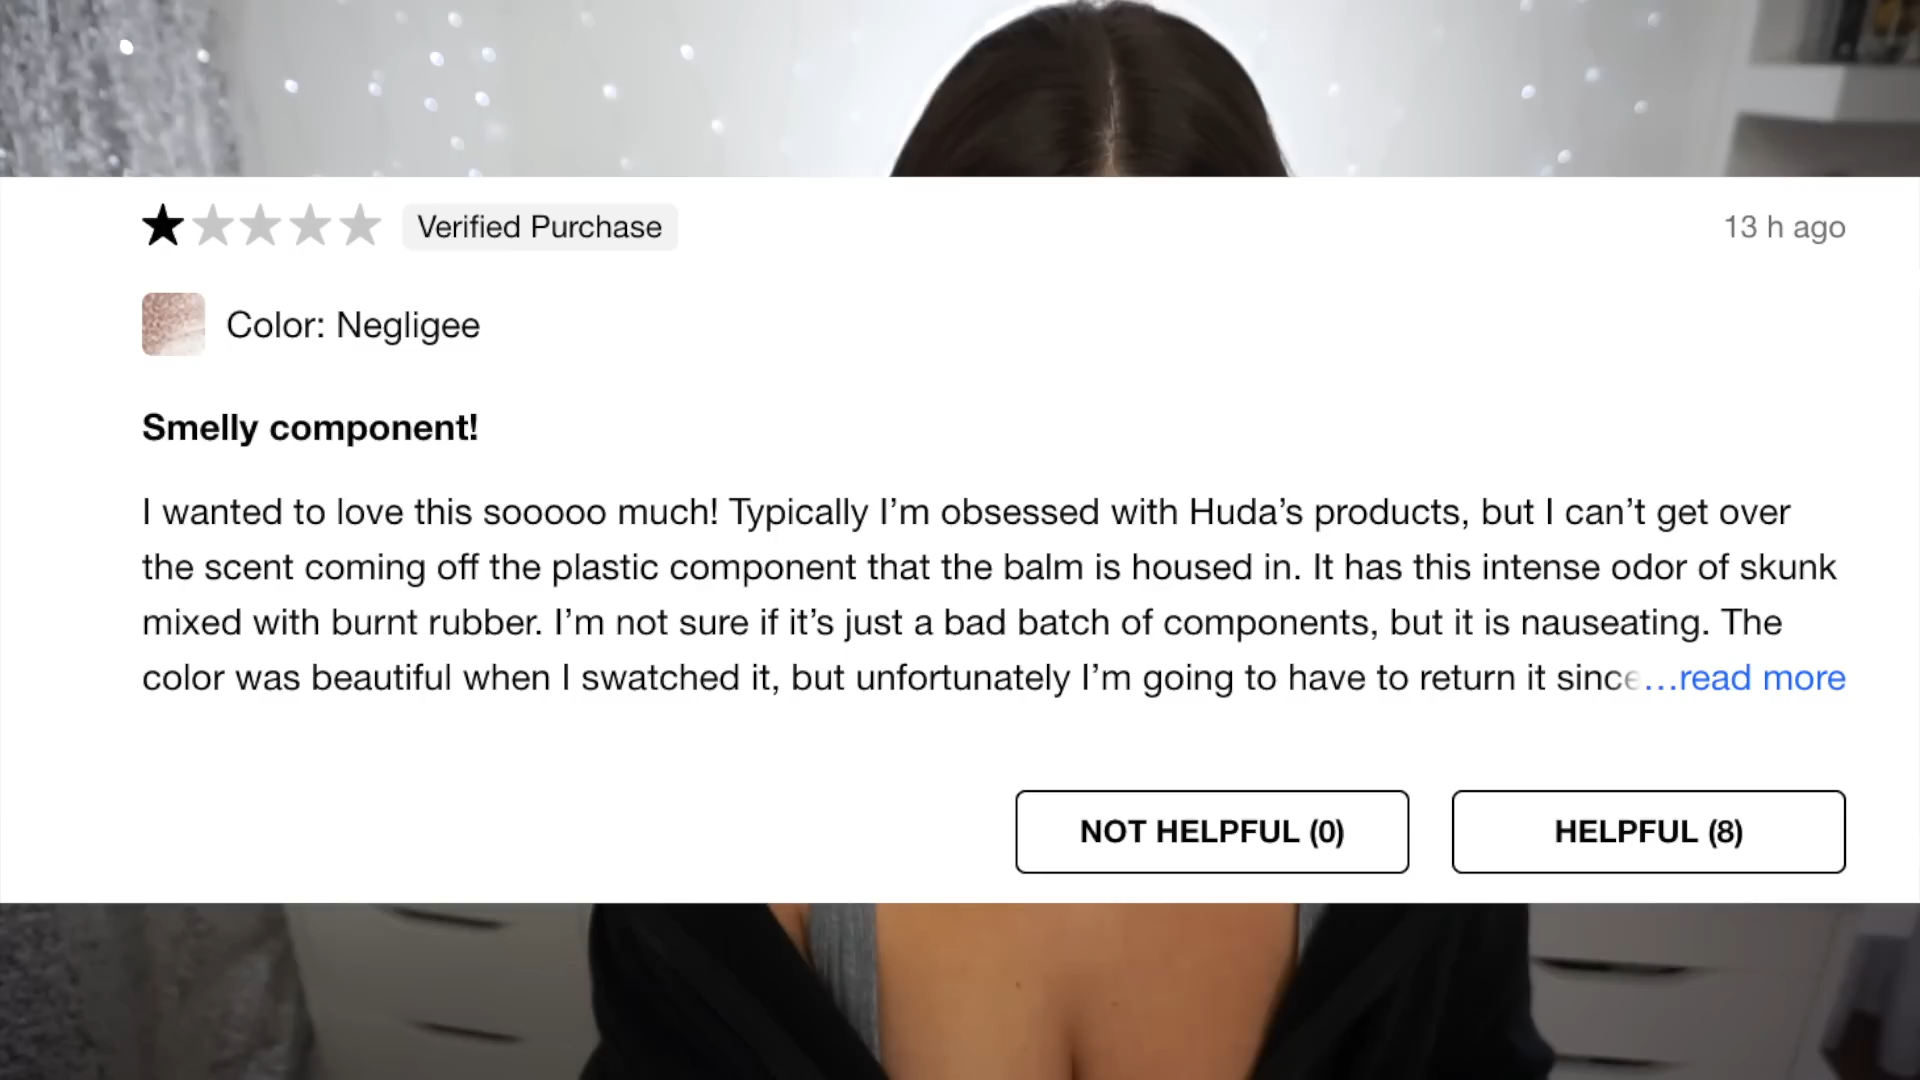 Verified Purchase
13 h ago
Color: Negligee
Smelly component!
I wanted to love this sooooo much! Typically I’m obsessed with Huda’s products, but I can’t get over
the scent coming off the plastic component that the balm is housed in. It has this intense odor of skunk
mixed with burnt rubber. I’m not sure if it’s just a bad batch of components, but it is nauseating. The
color was beautiful when I swatched it, but unfortunately I’m going to have to return it since...read more
NOT HELPFUL (0)
HELPFUL (8)